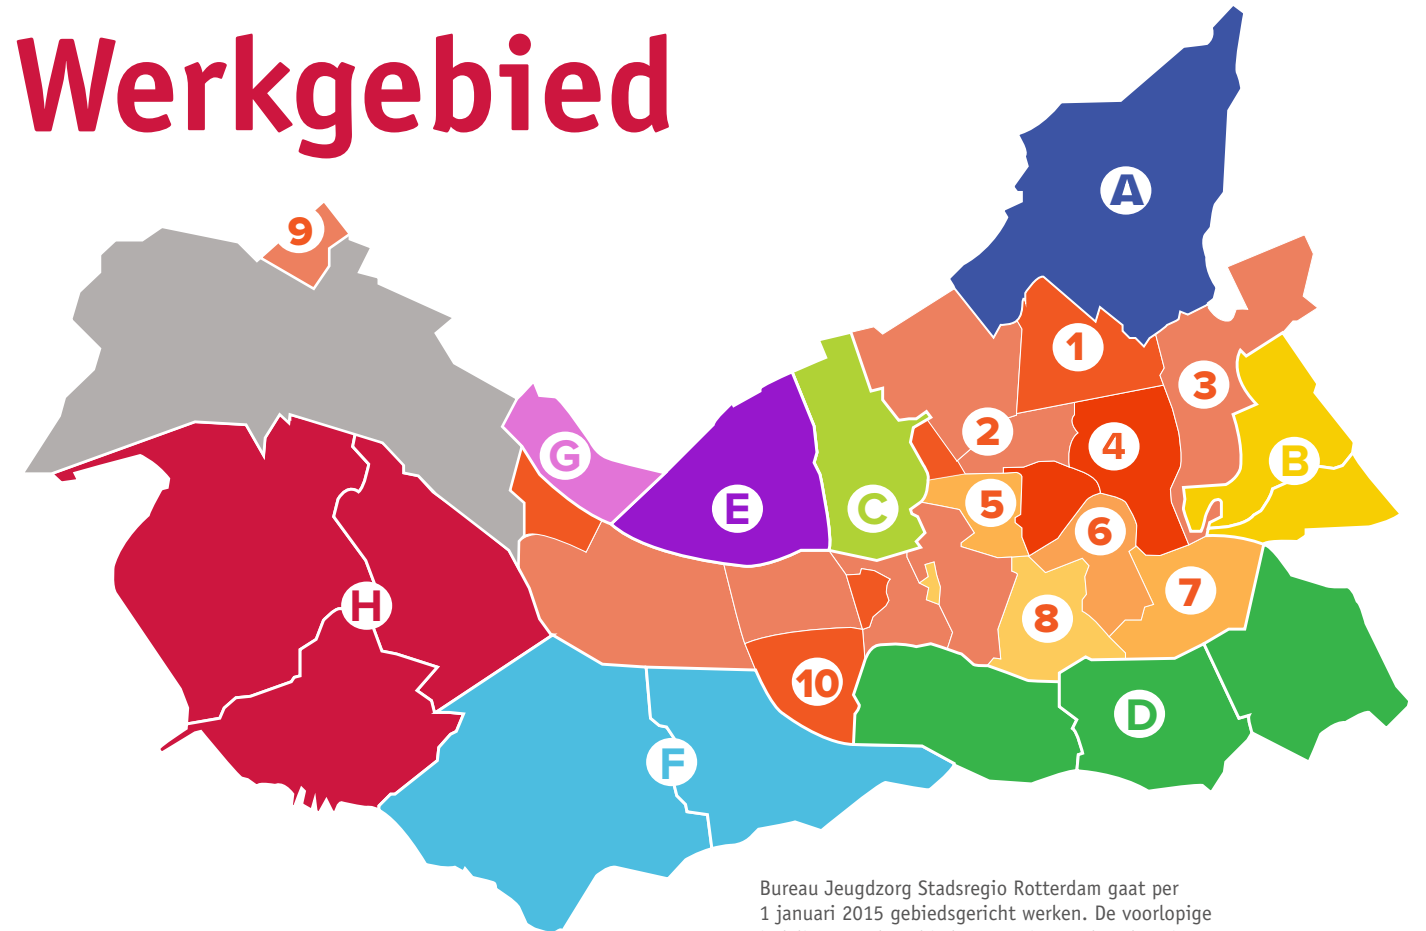 Werkgebied
A
9
1
3
2
4
B
G
5
E
C
6
7
H
8
10
D
F
Bureau Jeugdzorg Stadsregio Rotterdam gaat per
1 januari 2015 gebiedsgericht werken. De voorlopige